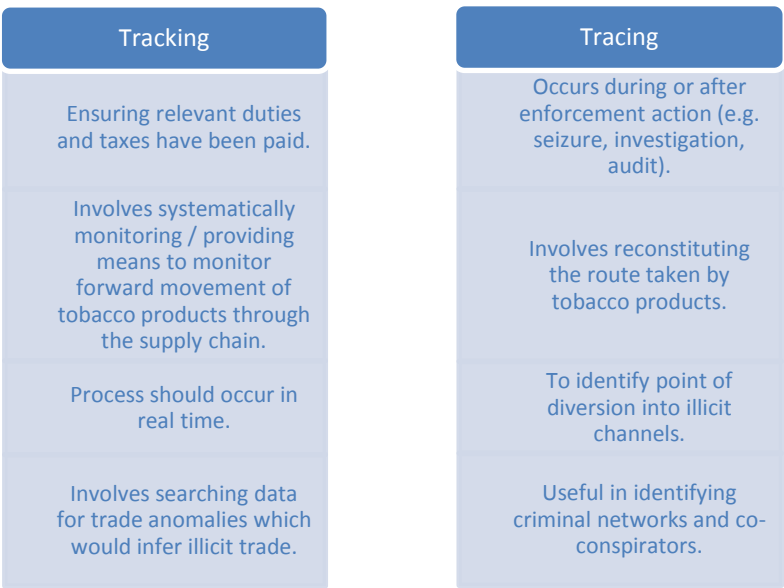 Tracking
Ensuring relevant duties
and taxes have been paid.
Involves systematically
monitoring / providing
means to monitor
forward movement of
tobacco products through
the supply chain.
Process should occur in
real time.
Involves searching data
for trade anomalies which
would infer illicit trade.
Tracing
Occurs during or after
enforcement action (e.g.
seizure, investigation,
audit).
Involves reconstituting
the route taken by
tobacco products.
To identify point of
diversion into illicit
channels.
Useful in identifying
criminal networks and co-
conspirators.